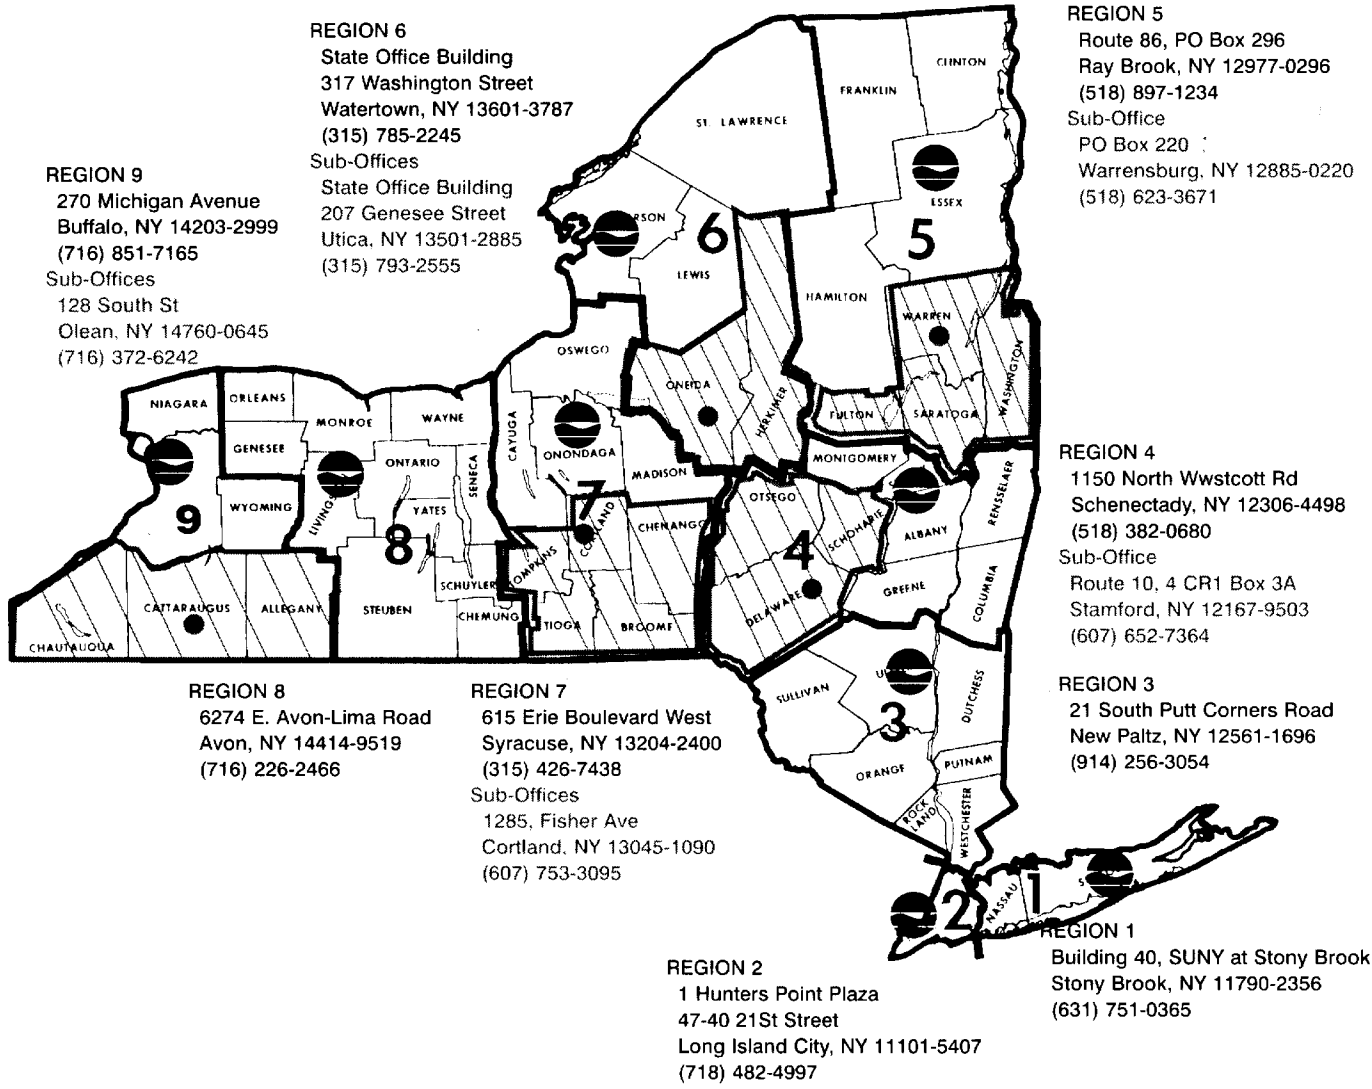 REGION 6
State Office Building
317 Washington Street
Watertown, NY 13601-3787
(315) 785-2245
Sub-Offices
State Office Building
207 Genesee Street
Utica, NY 13501-2885
(315) 793-2555
REGION 5
Route 86, PO Box 296
Ray Brook, NY 12977-0296
(518) 897-1234
Sub-Office
PO Box 220
Warrensburg, NY 12885-0220
(518) 623-3671
REGION 9
270 Michigan Avenue
Buffalo, NY 14203-2999
(716) 851-7165
Sub-Offices
128 South St
Olean, NY 14760-0645
(716) 372-6242
CLINTON
FRANKLIN
ST. LAWRENCE
ESSEX
RSON
6
5
LEWIS
HAMILTON
WARREN
OSWEGO
WASHINGTON
ONEIDA
HERKIMER
FULTON
SARATOGA
NIAGARA
ORLEANS
MONROE
WAYNE
CAYUGA
GENESEE
ONTARIO
SENECA
ONONDAGA
MADISON
MONTGOMERY
RENSSELAER
9
WYOMING
LIVINGS
YATES
8
7
CORTLAND
CHENANGO
OTSEGO
SCHOHARIE
4
ALBANY
TOMPKINS
SCHUYLER
STEUBEN
CHEMUNG
TIOGA
BROOME
DELAWARE
GREENE
COLUMBIA
CHAUTAUQUA
CATTARAUGUS
ALLEGANY
SULLIVAN
U
DUTCHESS
3
ORANGE
PUTNAM
ROCK
LAND
WESTCHESTER
2
NASSAU
1
S
REGION 4
1150 North Wwstcott Rd
Schenectady, NY 12306-4498
(518) 382-0680
Sub-Office
Route 10, 4 CR1 Box 3A
Stamford, NY 12167-9503
(607) 652-7364
REGION 8
6274 E. Avon-Lima Road
Avon, NY 14414-9519
(716) 226-2466
REGION 7
615 Erie Boulevard West
Syracuse, NY 13204-2400
(315) 426-7438
Sub-Offices
1285, Fisher Ave
Cortland, NY 13045-1090
(607) 753-3095
REGION 3
21 South Putt Corners Road
New Paltz, NY 12561-1696
(914) 256-3054
REGION 1
Building 40, SUNY at Stony Brook
Stony Brook, NY 11790-2356
(631) 751-0365
REGION 2
1 Hunters Point Plaza
47-40 21St Street
Long Island City, NY 11101-5407
(718) 482-4997